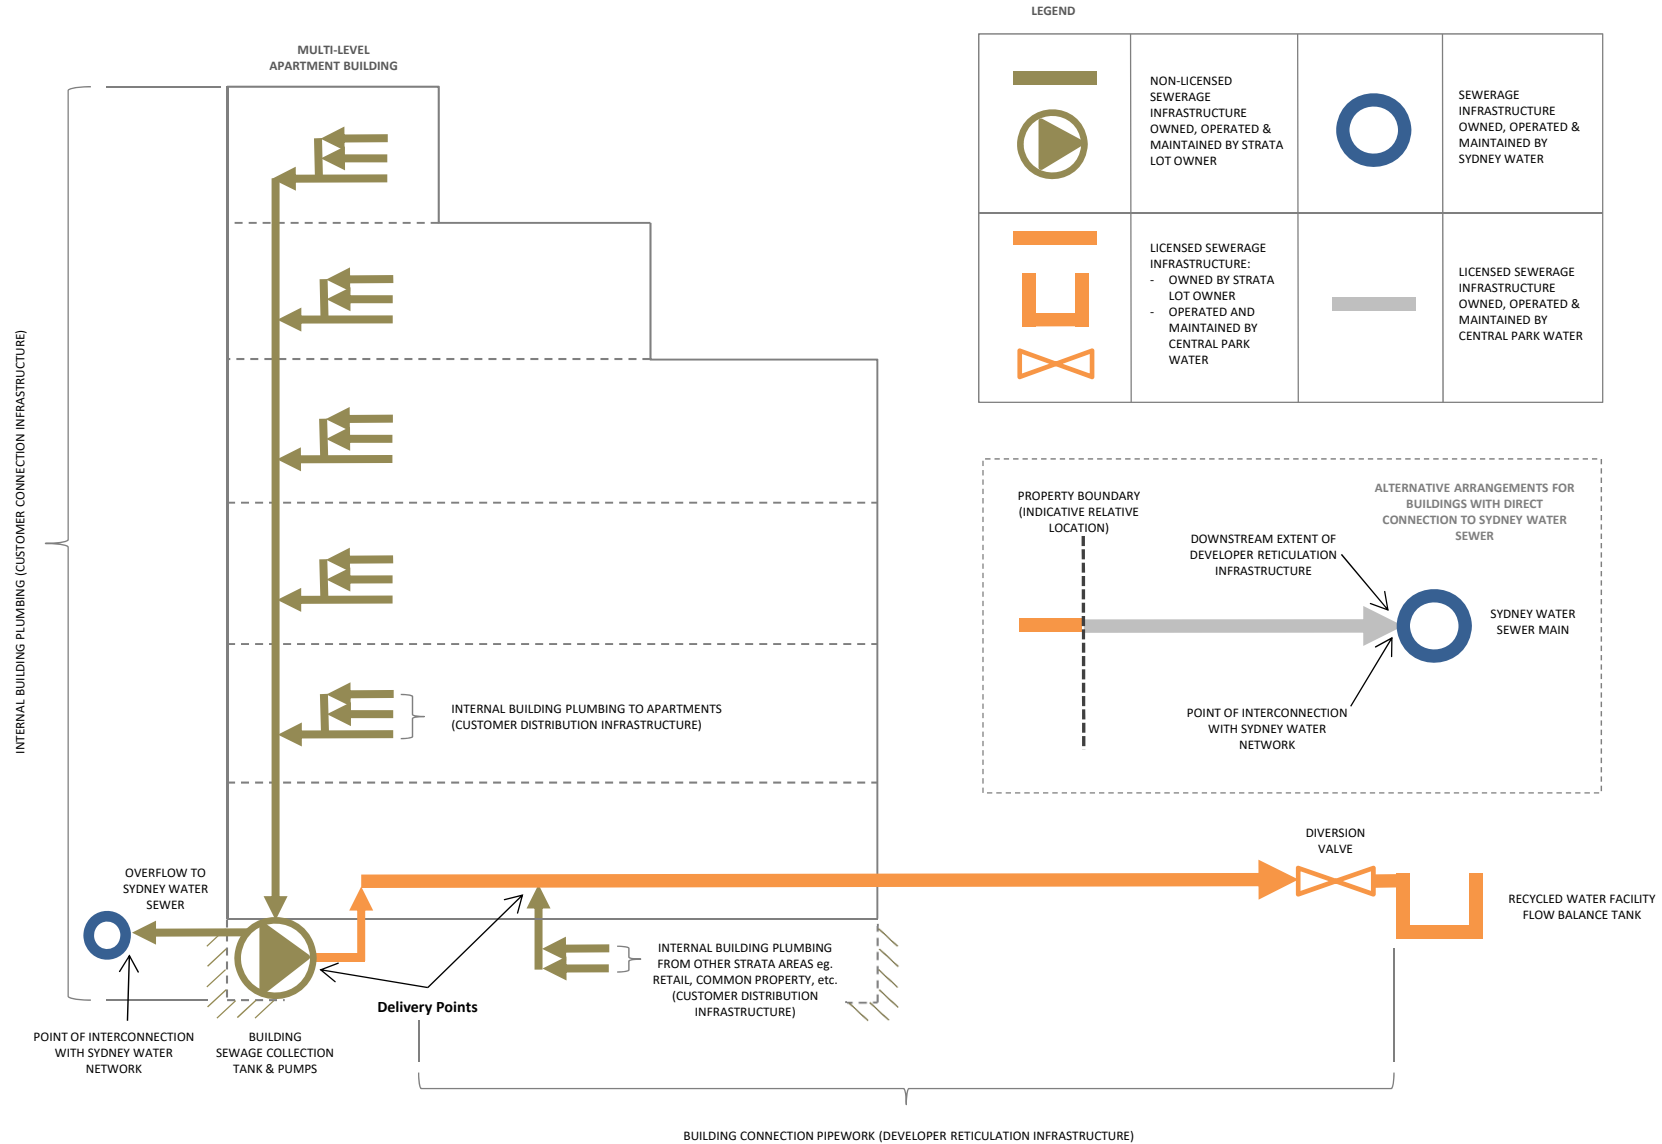 LEGEND
MULTI-LEVEL
APARTMENT BUILDING
NON-LICENSED
SEWERAGE
INFRASTRUCTURE
OWNED, OPERATED &
MAINTAINED BY STRATA
LOT OWNER
SEWERAGE
INFRASTRUCTURE
OWNED, OPERATED &
MAINTAINED BY
SYDNEY WATER
LICENSED SEWERAGE
INFRASTRUCTURE:
- OWNED BY STRATA
LOT OWNER
- OPERATED AND
MAINTAINED BY
CENTRAL PARK
WATER
LICENSED SEWERAGE
INFRASTRUCTURE
OWNED, OPERATED &
MAINTAINED BY
CENTRAL PARK WATER
INTERNAL BUILDING PLUMBING (CUSTOMER CONNECTION INFRASTRUCTURE)
ALTERNATIVE ARRANGEMENTS FOR
BUILDINGS WITH DIRECT
CONNECTION TO SYDNEY WATER
SEWER
PROPERTY BOUNDARY
(INDICATIVE RELATIVE
LOCATION)
DOWNSTREAM EXTENT OF
DEVELOPER RETICULATION
INFRASTRUCTURE
SYDNEY WATER
SEWER MAIN
POINT OF INTERCONNECTION
WITH SYDNEY WATER
NETWORK
INTERNAL BUILDING PLUMBING TO APARTMENTS
(CUSTOMER DISTRIBUTION INFRASTRUCTURE)
DIVERSION
VALVE
OVERFLOW TO
SYDNEY WATER
SEWER
RECYCLED WATER FACILITY
FLOW BALANCE TANK
INTERNAL BUILDING PLUMBING
FROM OTHER STRATA AREAS eg.
RETAIL, COMMON PROPERTY, etc.
(CUSTOMER DISTRIBUTION
INFRASTRUCTURE)
Delivery Points
POINT OF INTERCONNECTION
WITH SYDNEY WATER
NETWORK
BUILDING
SEWAGE COLLECTION
TANK & PUMPS
BUILDING CONNECTION PIPEWORK (DEVELOPER RETICULATION INFRASTRUCTURE)